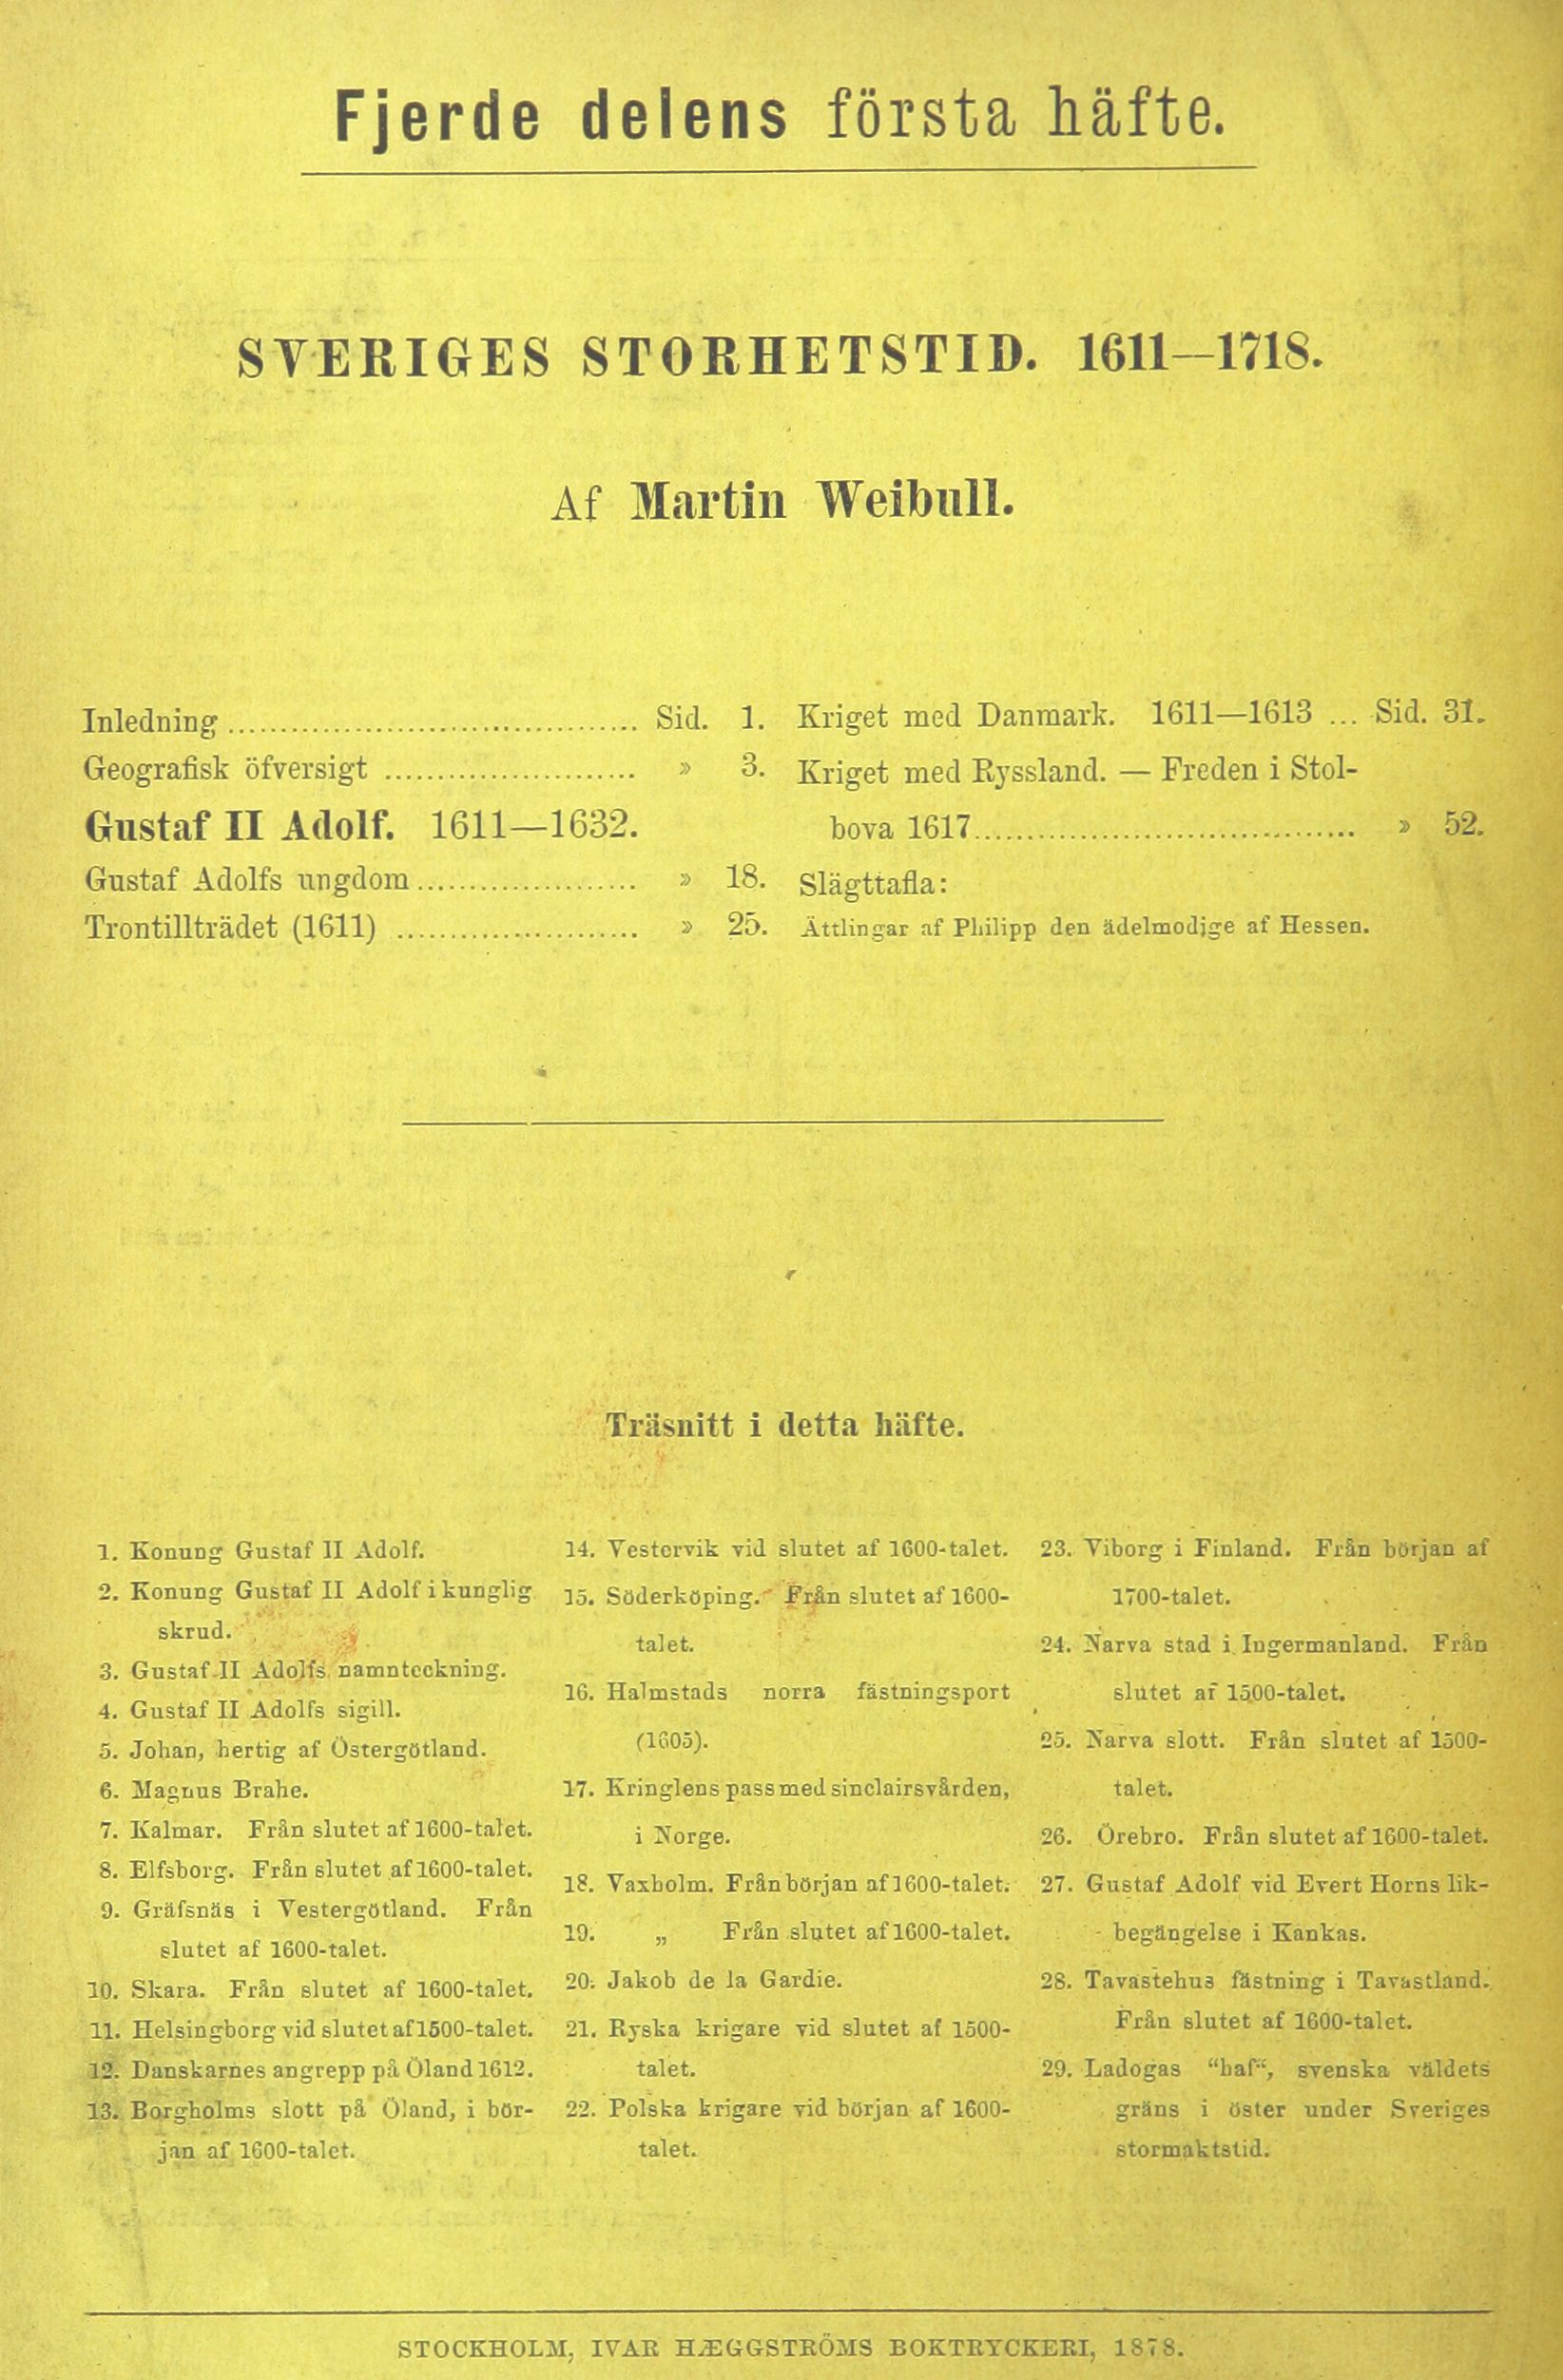 Fjerde delens första häfte.
SVERIGES STORHETSTID. 1611—1718.
Af Martin Weibull.
Inledning ........................................ Sid. 1.
Geografisk öfversigt ........................ » 3.
Gustaf II Adolf. 1611—1632.
Gustaf Adolfs ungdom ..................... » 18.
Trontillträdet (1611) ....................... » 25.
Kriget med Danmark. 1611—1613 ... Sid. 31.
Kriget med Ryssland. — Freden i Stol-
bova 1617..................................... » 52.
Slägttafla:
Ättlingar af Philipp den ädelmodige af Hessen.
Träsnitt i detta häfte.
1. Konung Gustaf II Adolf.
2. Konung Gustaf II Adolf i kunglig
skrud.
3. Gustaf II Adolfs namnteckning.
4. Gustaf II Adolfs sigill.
5. Johan, hertig af Östergötland.
6. Magnus Brahe.
7. Kalmar. Från slutet af 1600-talet.
8. Elfsborg. Från slutet af 1600-talet.
9. Gräfsnäs i Vestergötland. Från
slutet af 1600-talet.
10. Skara. Från slutet af 1600-talet.
11. Helsingborg vid slutet af 1500-talet.
12. Danskarnes angrepp på Öland 1612.
13. Borgholms slott på Öland, i bör-
jan af 1600-talet.
14. Vestervik vid slutet af 1600-talet.
15. Söderköping. Från slutet af 1600-
talet.
16. Halmstads norra fästningsport
(1605).
17. Kringlens pass med sinclairsvården,
i Norge.
18. Vaxholm. Från början af 1600-talet.
19. „ Från slutet af 1600-talet.
20. Jakob de la Gardie.
21. Ryska krigare vid slutet af 1500-
talet.
22. Polska krigare vid början af 1600-
talet.
23. Viborg i Finland. Från början af
1700-talet.
24. Narva stad i Ingermanland. Från
slutet af 1500-talet.
25. Narva slott. Från slutet af 1500-
talet.
26. Örebro. Från slutet af 1600-talet.
27. Gustaf Adolf vid Evert Horns lik-
begängelse i Kankas.
28. Tavastehus fästning i Tavastland.
Från slutet af 1600-talet.
29. Ladogas “haf“, svenska väldets
gräns i öster under Sveriges
stormaktstid.
STOCKHOLM, IVAR HÆGGSTRÖMS BOKTRYCKERI, 1878.